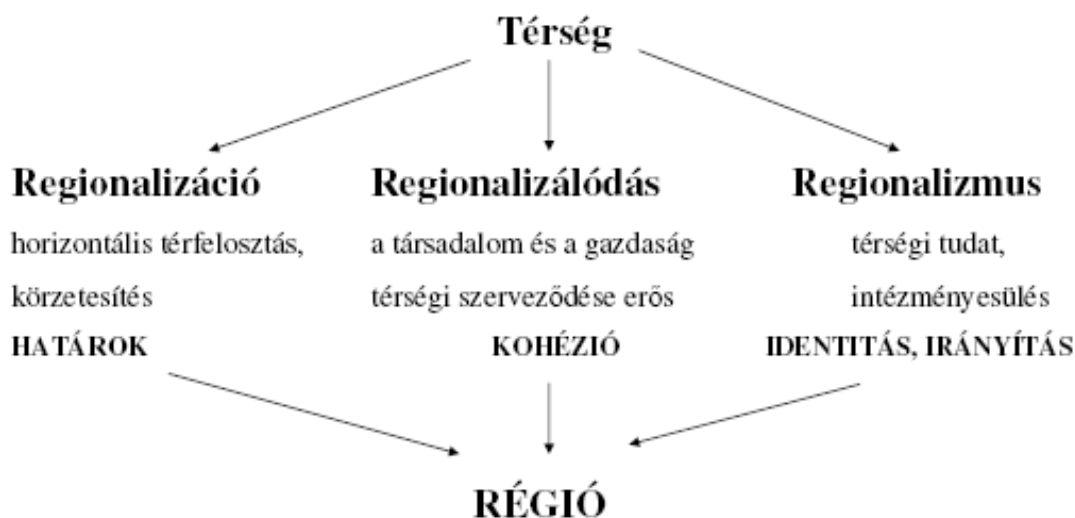 Térség
Regionalizáció
horizontális térfelosztás,
körzetesítés
HATÁROK
Regionalizálódás
a társadalom és a gazdaság
térségi szerveződése erős
KOHÉZIÓ
Regionalizmus
térségi tudat,
intézményesülés
IDENTITÁS, IRÁNYÍTÁS
RÉGIÓ